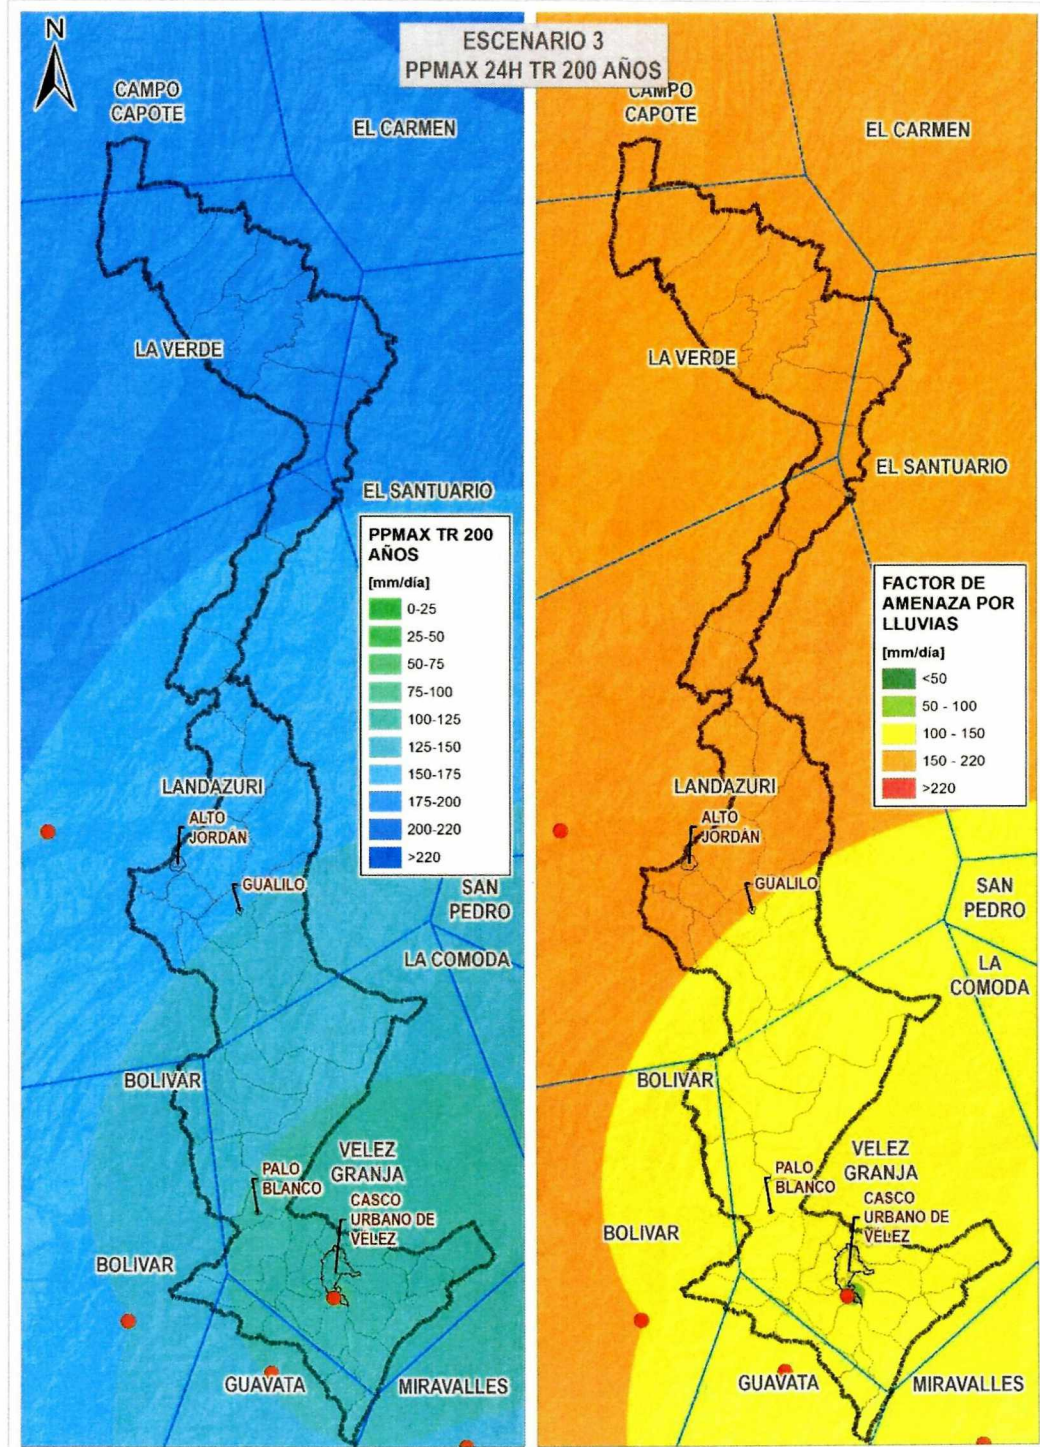 ESCENARIO 3
PPMAX 24H TR 200 AÑOS
N
CAMPO
CAPOTE
EL CARMEN
LA VERDE
EL SANTUARIO
PPMAX TR 200
AÑOS
[mm/día]
0-25
25-50
50-75
75-100
100-125
125-150
150-175
175-200
200-220
>220
LANDAZURI
ALTO
JORDÁN
GUALILO
SAN
PEDRO
LA COMODA
BOLIVAR
VELEZ
GRANJA
PALO
BLANCO
CASCO
URBANO DE
VÉLEZ
BOLIVAR
GUAVATA
MIRAVALLES
CAMPO
CAPOTE
EL CARMEN
LA VERDE
EL SANTUARIO
FACTOR DE
AMENAZA POR
LLUVIAS
[mm/día]
<50
50 - 100
100 - 150
150 - 220
>220
LANDAZURI
ALTO
JORDÁN
GUALILO
SAN
PEDRO
LA
COMODA
BOLIVAR
VELEZ
GRANJA
PALO
BLANCO
CASCO
URBANO DE
VÉLEZ
BOLIVAR
GUAVATA
MIRAVALLES